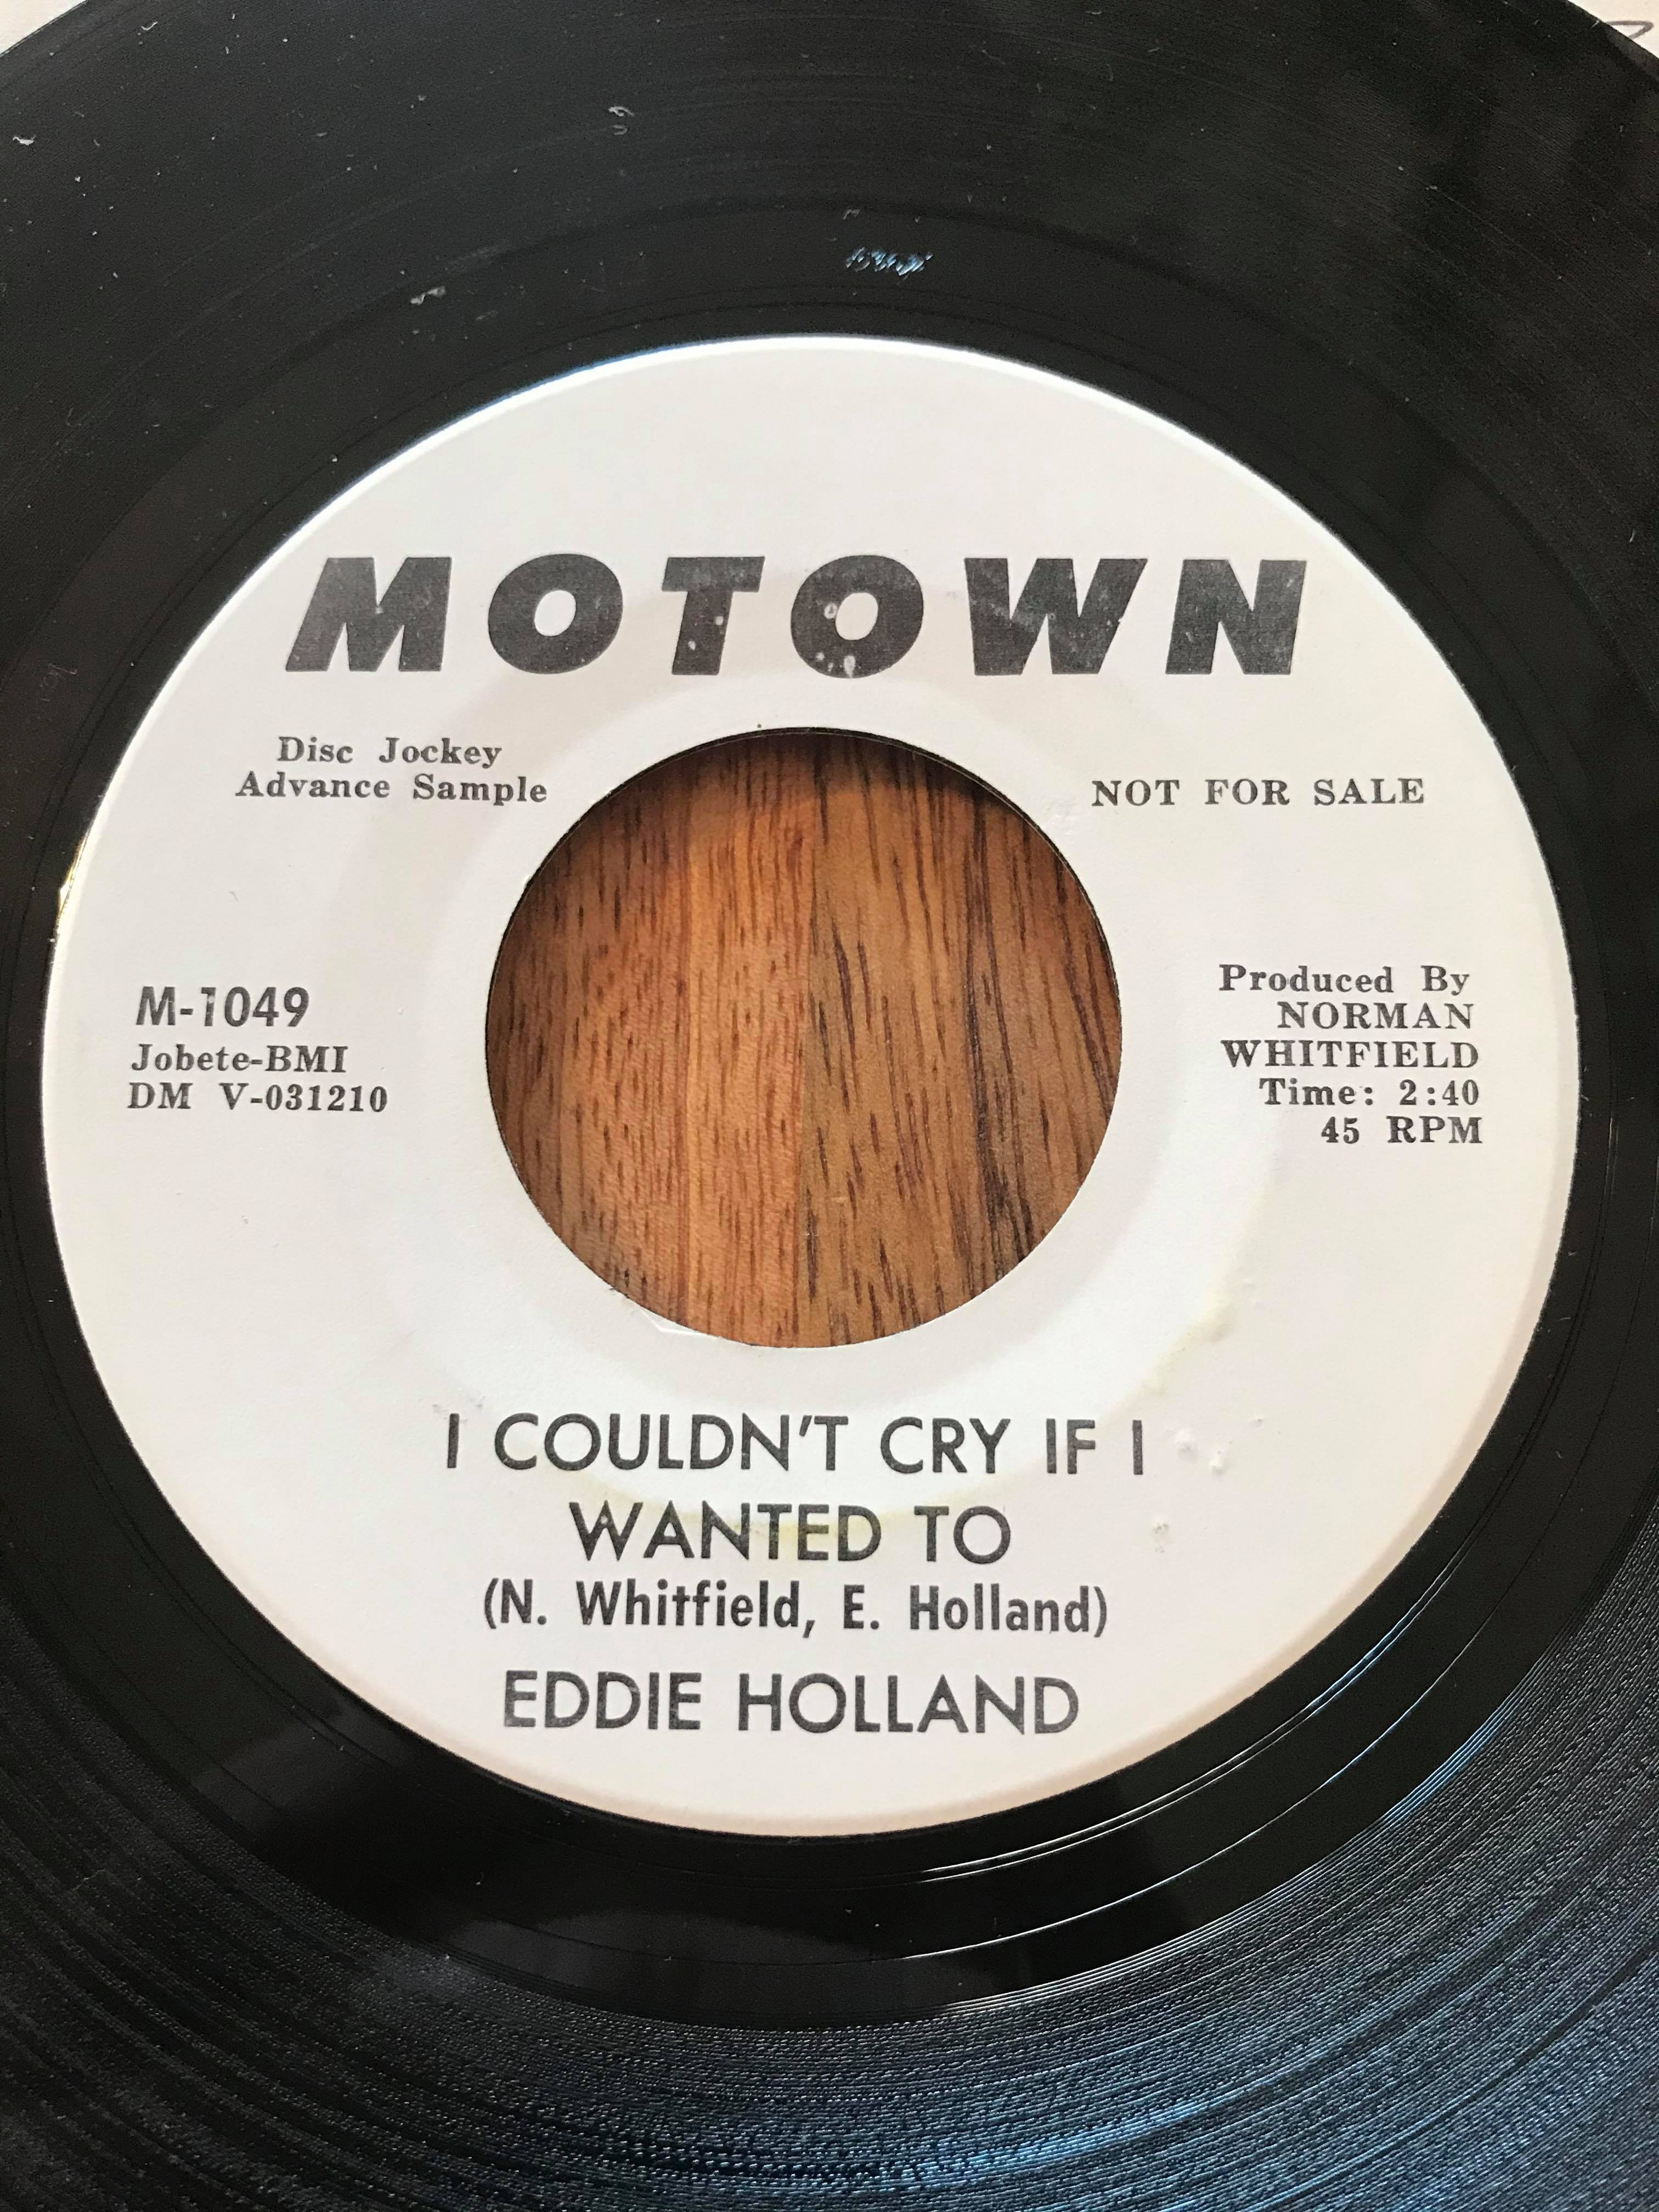 MOTOWN
Disc Jockey
Advance Sample
NOT FOR SALE
M-1049
Jobete-BMI
DM V-031210
Produced By
NORMAN
WHITFIELD
Time: 2:40
45 RPM
I COULDN'T CRY IF I
WANTED TO
(N. Whitfield, E. Holland)
EDDIE HOLLAND